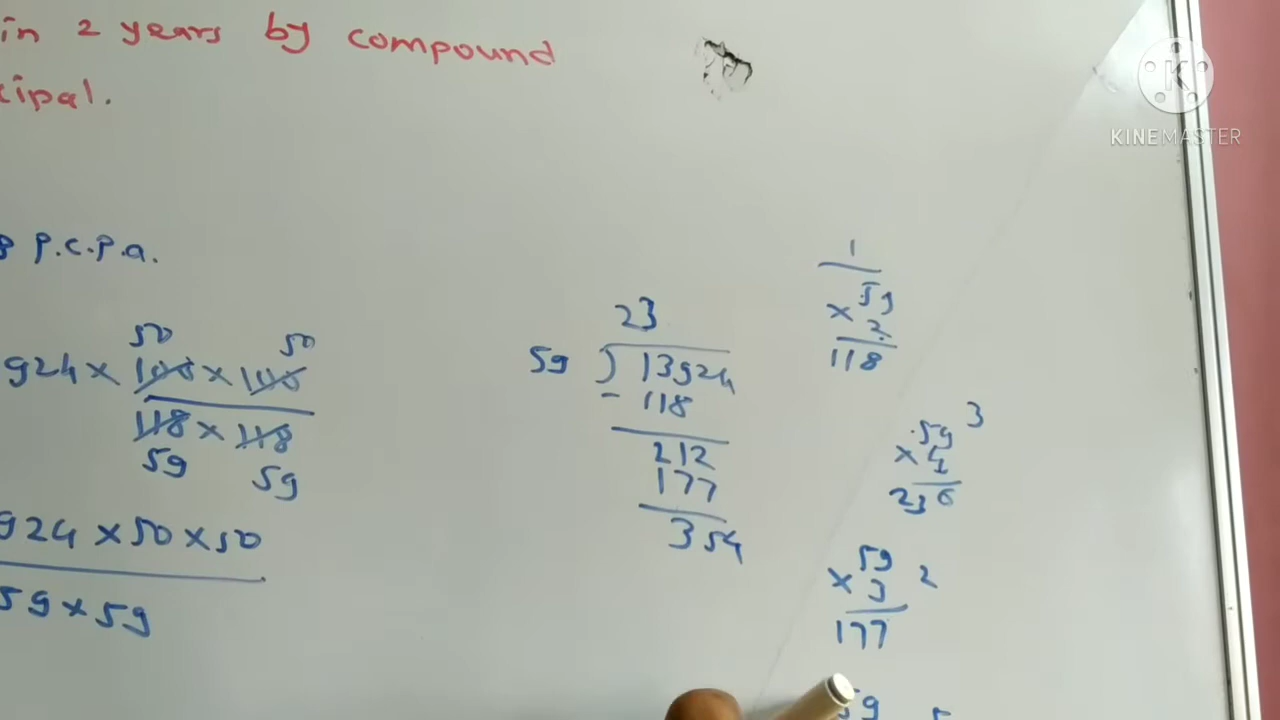 in 2 years by compound
cipal.
KINEMASTER
P.C.P.a.
50 50
924 × 100 × 100
118 × 118
59 59
924 × 50 × 50
59 × 59
23
59 ) 13924
- 118
212
177
354
1
59
× 2
118
59 3
× 4
236
59 2
× 3
177
59